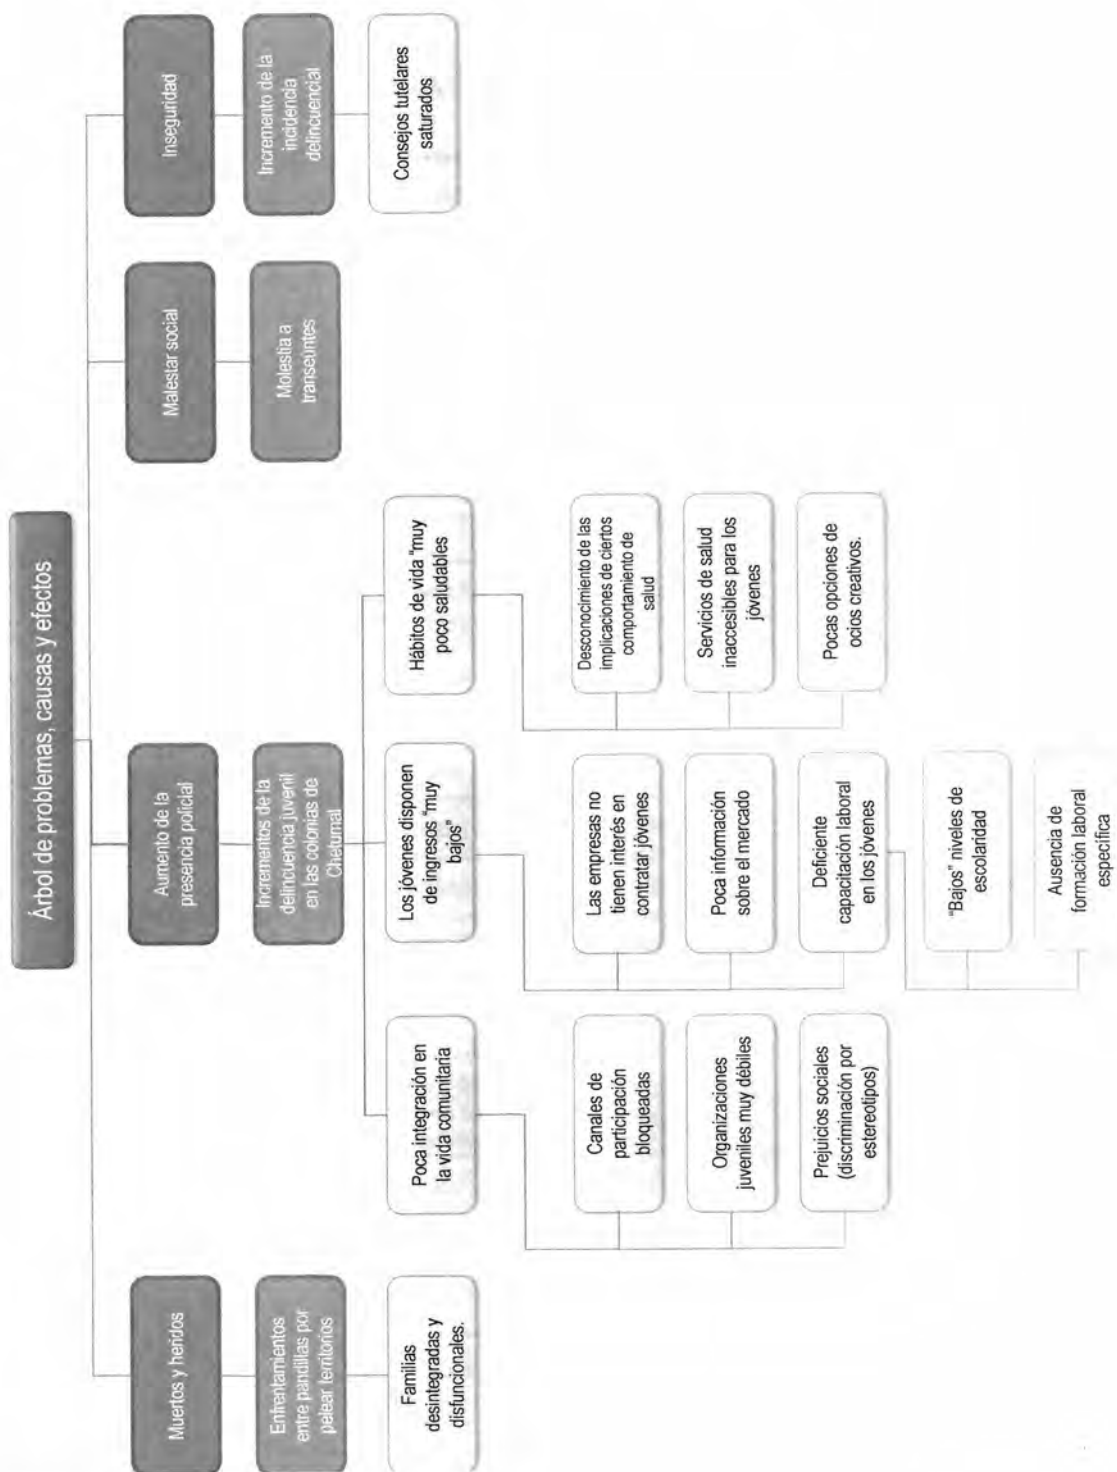 Árbol de problemas, causas y efectos
Muertos y heridos
Enfrentamientos
entre pandillas por
pelear territorios
Familias
desintegradas y
disfuncionales.
Aumento de la
presencia policial
Incrementos de la
delincuencia juvenil
en las colonias de
Chetumal
Poca integración en
la vida comunitaria
Canales de
participación
bloqueadas
Organizaciones
juveniles muy débiles
Prejuicios sociales
(discriminación por
estereotipos)
Los jóvenes disponen
de ingresos "muy
bajos"
Las empresas no
tienen interés en
contratar jóvenes
Poca información
sobre el mercado
Deficiente
capacitación laboral
en los jóvenes
"Bajos" niveles de
escolaridad
Ausencia de
formación laboral
específica
Hábitos de vida "muy
poco saludables
Desconocimiento de las
implicaciones de ciertos
comportamiento de
salud
Servicios de salud
inaccesibles para los
jóvenes
Pocas opciones de
ocios creativos.
Malestar social
Molestia a
transeúntes
Inseguridad
Incremento de la
incidencia
delincuencial
Consejos tutelares
saturados